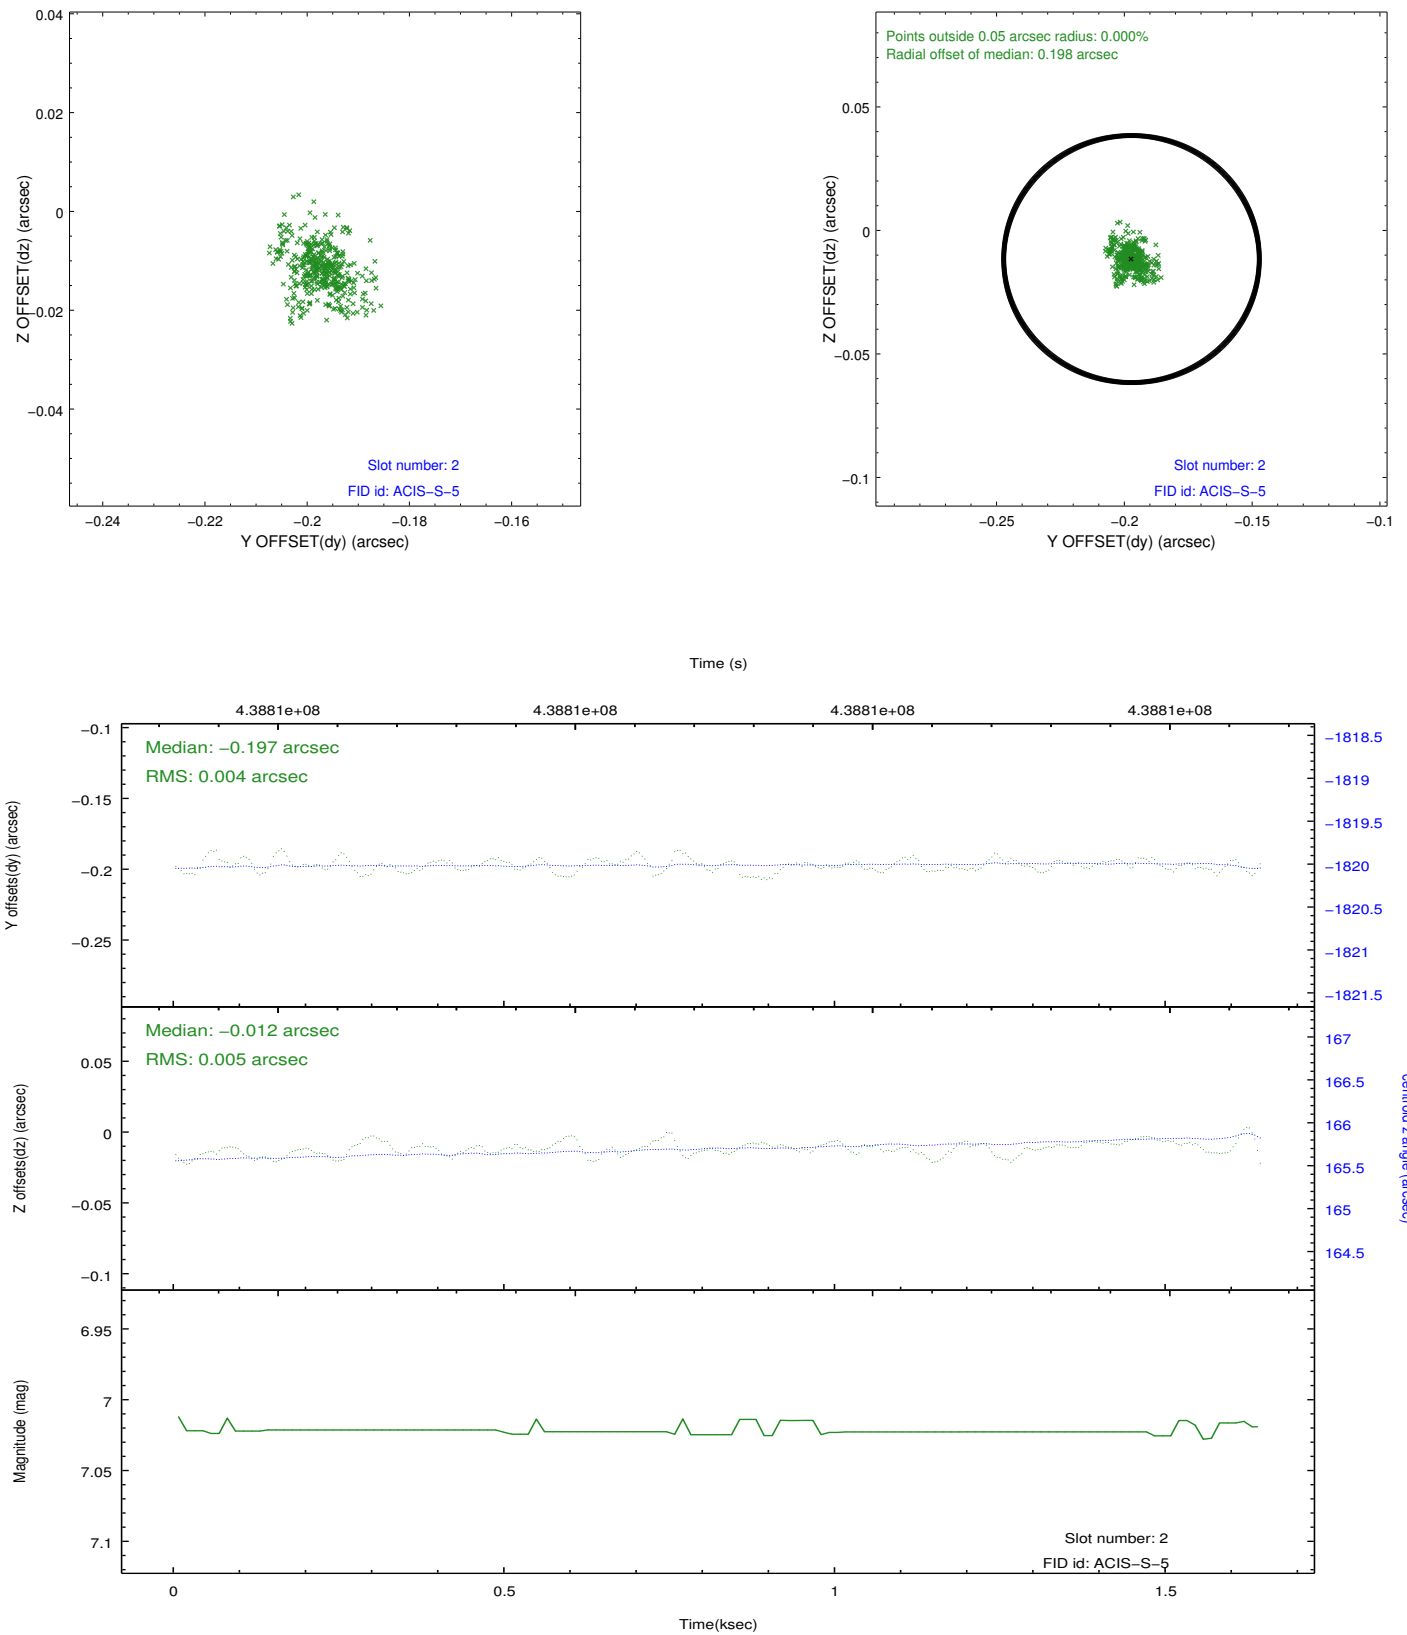 0.04
0.02
0
−0.02
−0.04
Z OFFSET(dz) (arcsec)
Slot number: 2
FID id: ACIS−S−5
−0.24
−0.22
−0.2
−0.18
−0.16
Y OFFSET(dy) (arcsec)
Points outside 0.05 arcsec radius: 0.000%
Radial offset of median: 0.198 arcsec
0.05
0
−0.05
−0.1
Z OFFSET(dz) (arcsec)
Slot number: 2
FID id: ACIS−S−5
−0.25
−0.2
−0.15
−0.1
Y OFFSET(dy) (arcsec)
Time (s)
4.3881e+08
4.3881e+08
4.3881e+08
4.3881e+08
Median: −0.197 arcsec
RMS: 0.004 arcsec
−0.1
−0.15
−0.2
−0.25
Y offsets(dy) (arcsec)
−1818.5
−1819
−1819.5
−1820
−1820.5
−1821
−1821.5
Median: −0.012 arcsec
RMS: 0.005 arcsec
0.05
0
−0.05
−0.1
Z offsets(dz) (arcsec)
167
166.5
166
165.5
165
164.5
centroid z angle (arcsec)
6.95
7
7.05
7.1
Magnitude (mag)
Slot number: 2
FID id: ACIS−S−5
0
0.5
1
1.5
Time(ksec)